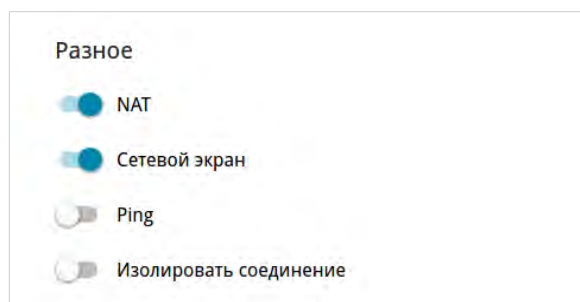 Разное
NAT
Сетевой экран
Ping
Изолировать соединение